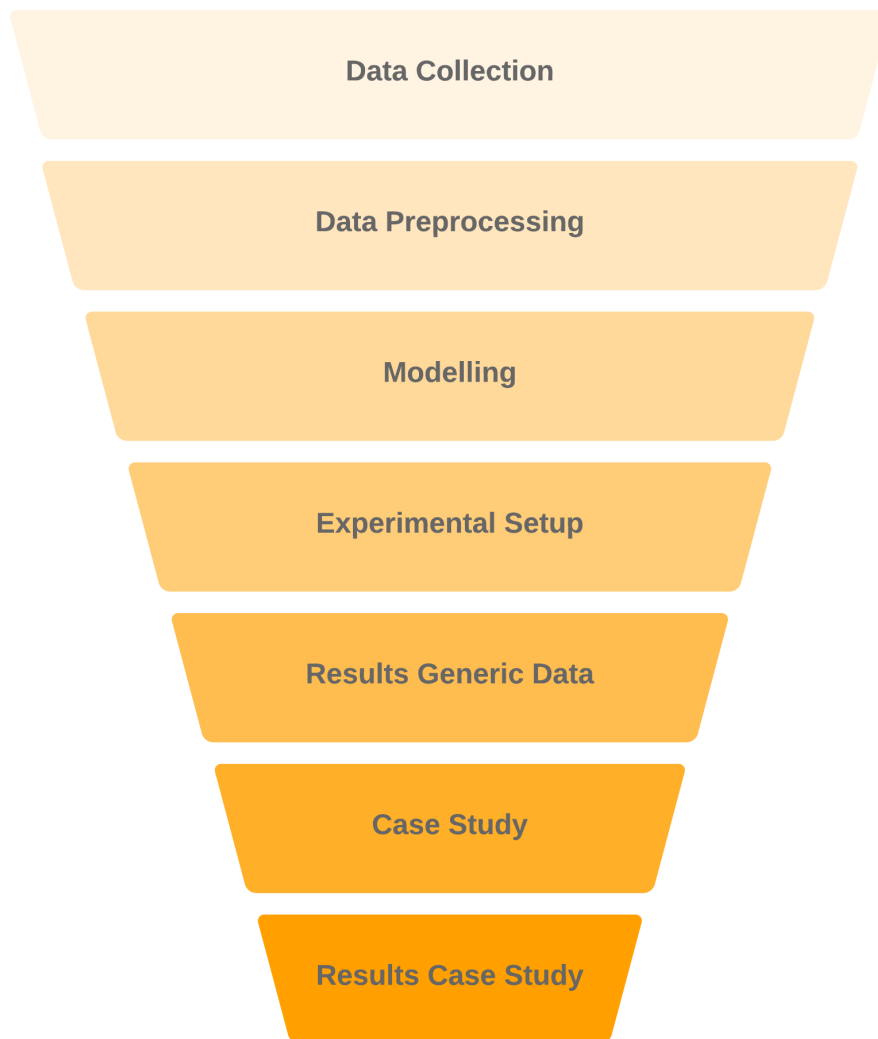 Data Collection
Data Preprocessing
Modelling
Experimental Setup
Results Generic Data
Case Study
Results Case Study